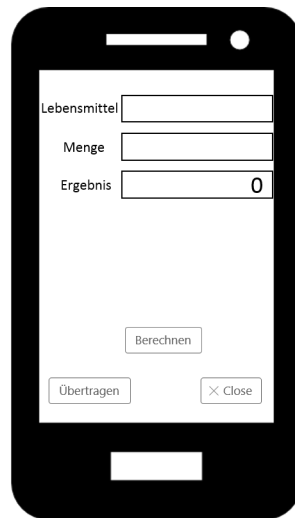 Lebensmittel
Menge
Ergebnis 0
Berechnen
Übertragen × Close